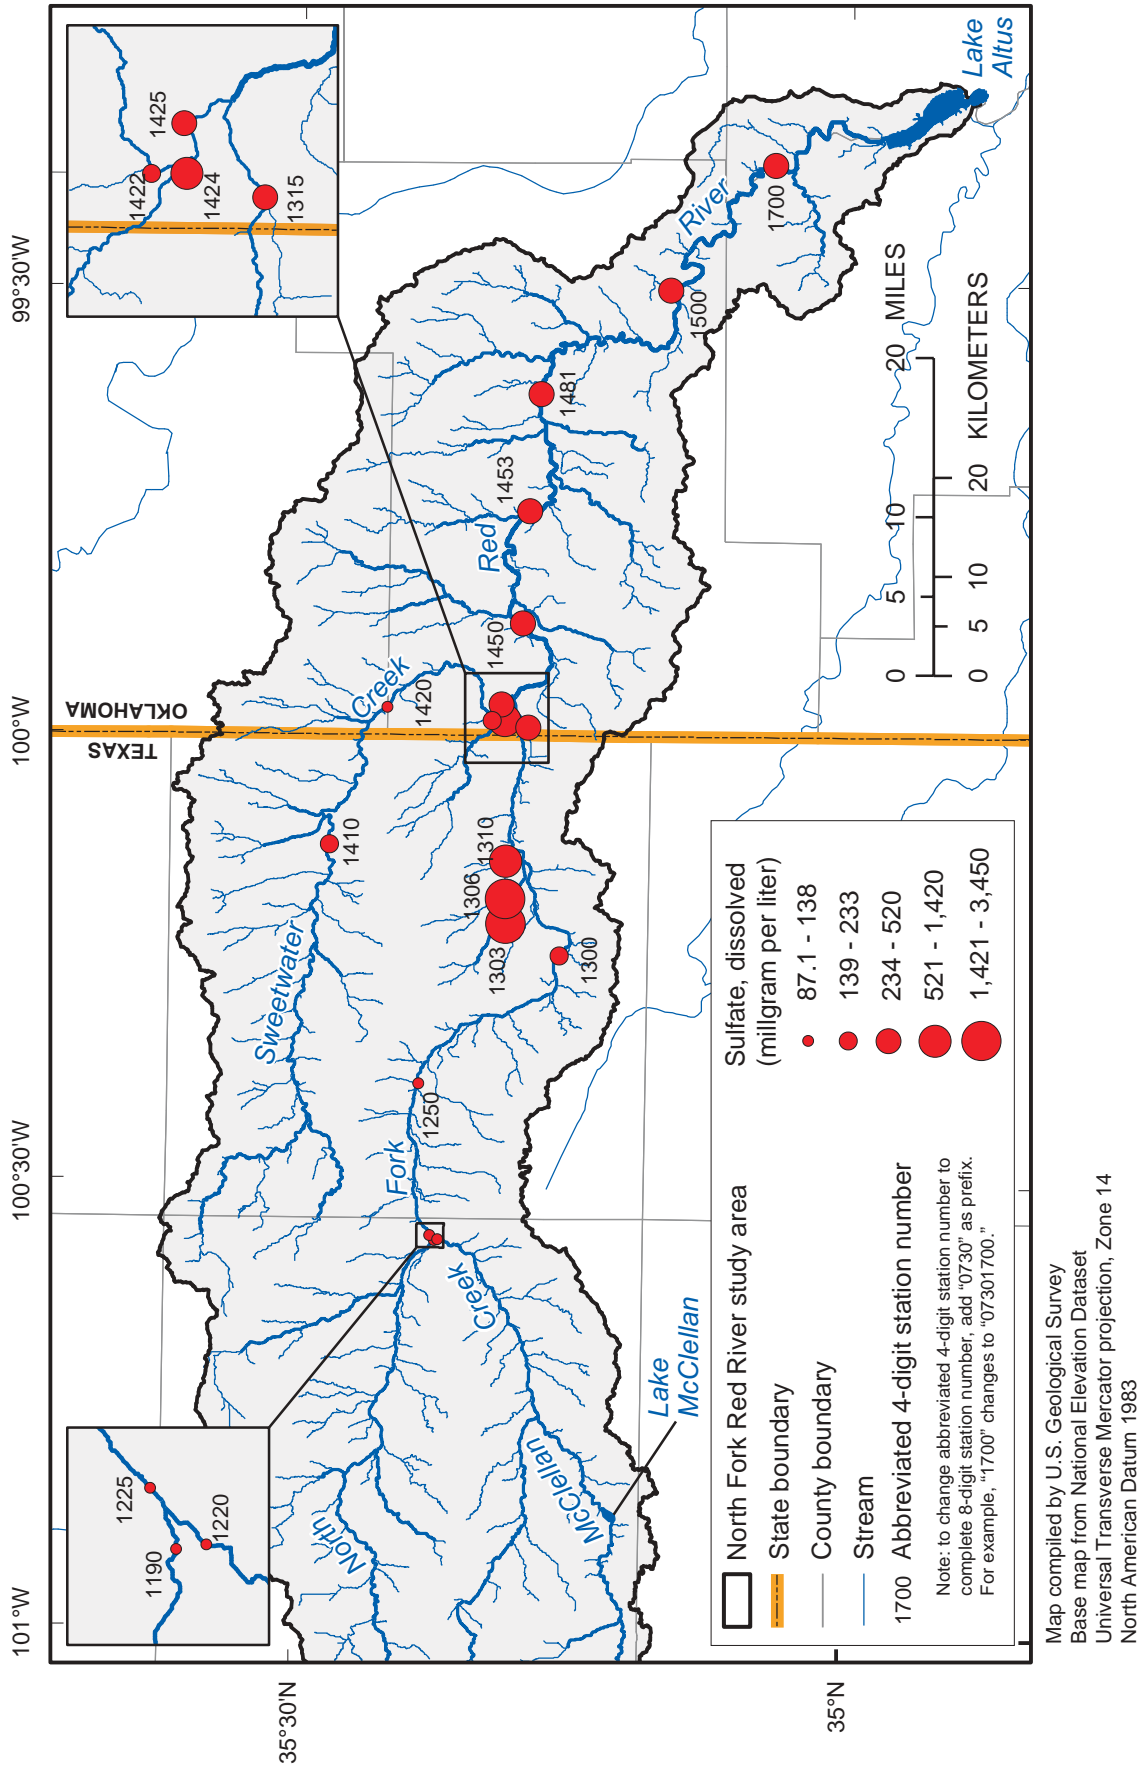 101°W
100°30'W
100°W
99°30'W
35°30'N
35°N
1190
1225
1220
1422
1425
1424
1315
TEXAS
OKLAHOMA
North
Fork
Red
River
McClellan
Creek
Sweetwater
Creek
Lake
McClellan
Lake
Altus
1250
1300
1303
1306
1310
1410
1420
1450
1453
1481
1500
1700
North Fork Red River study area
State boundary
County boundary
Stream
1700 Abbreviated 4-digit station number
Note: to change abbreviated 4-digit station number to
complete 8-digit station number, add “0730” as prefix.
For example, “1700” changes to “07301700.”
Sulfate, dissolved
(millgram per liter)
87.1 - 138
139 - 233
234 - 520
521 - 1,420
1,421 - 3,450
0 5 10 20 MILES
0 5 10 20 KILOMETERS
Map compiled by U.S. Geological Survey
Base map from National Elevation Dataset
Universal Transverse Mercator projection, Zone 14
North American Datum 1983